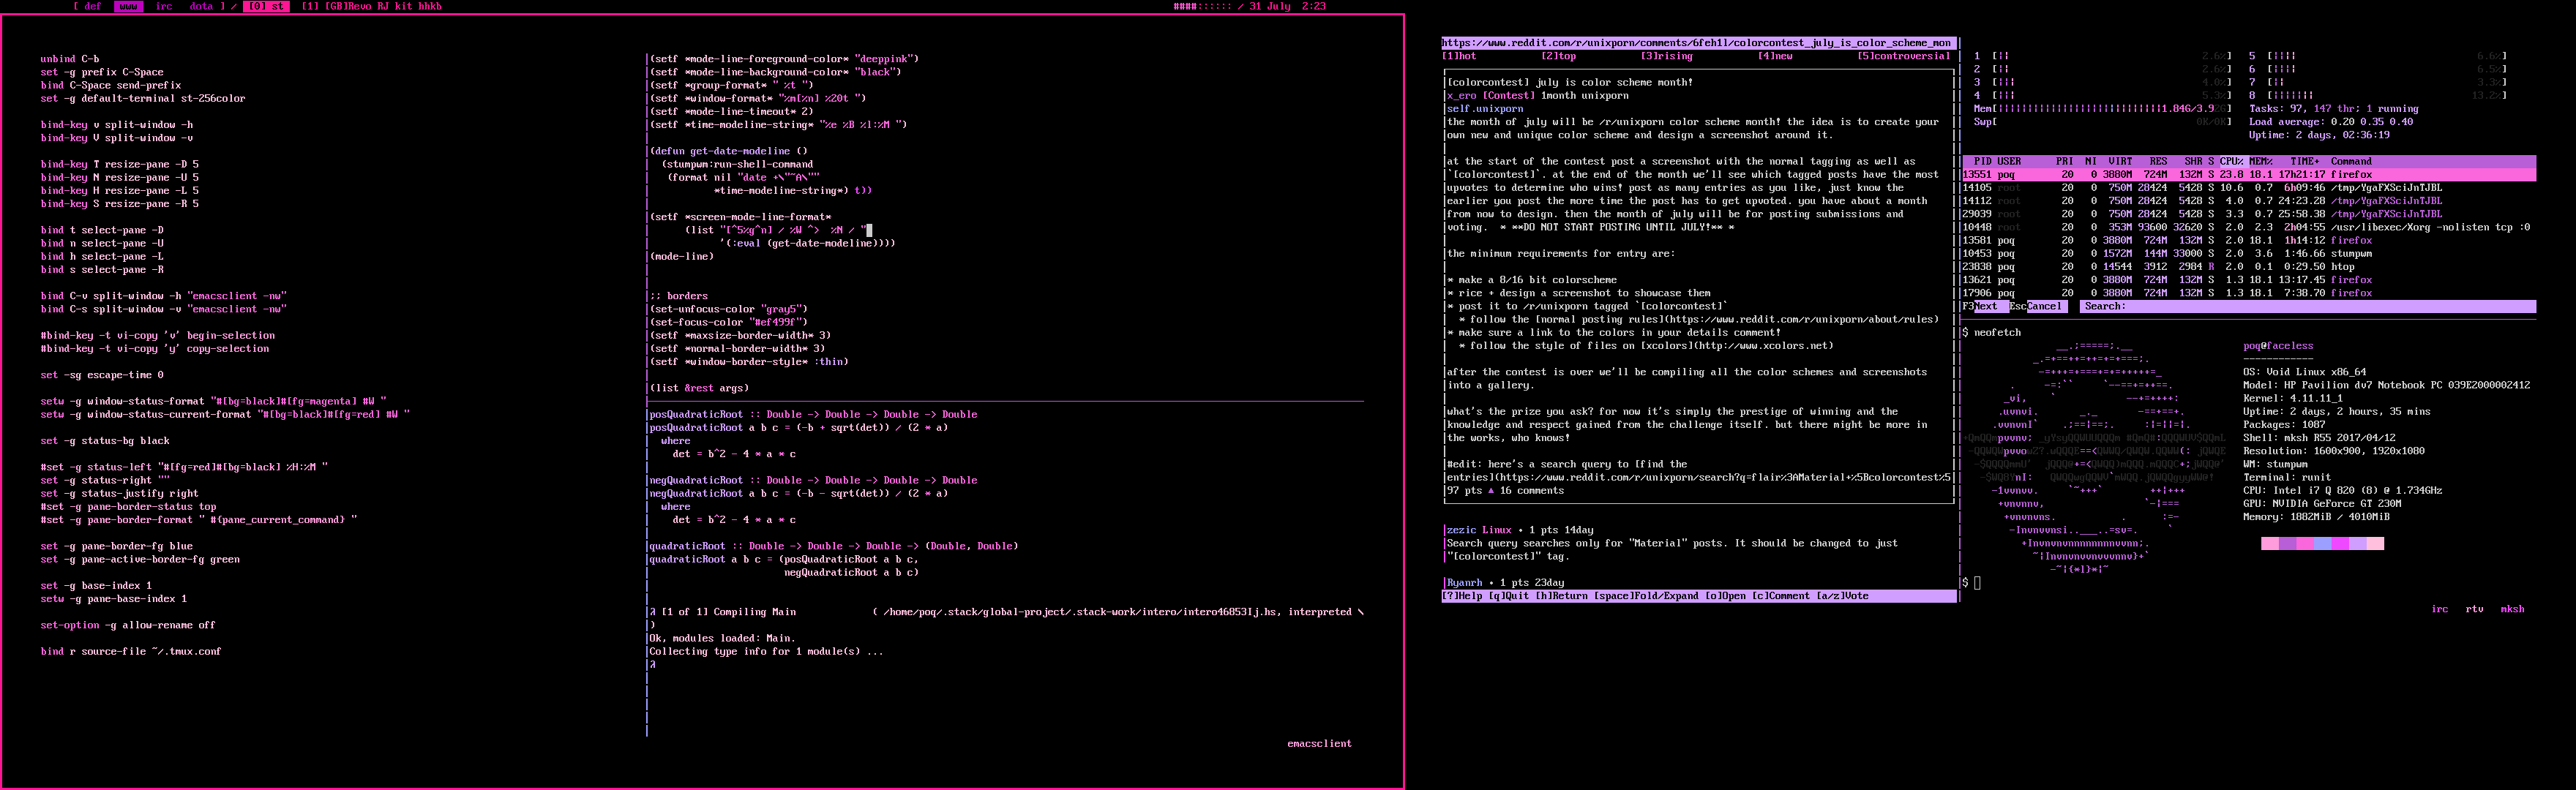 [ def www irc dota ] / [0] st [1] [GB]Revo RJ kit hhkb
####:::::: / 31 July 2:23
unbind C-b
set -g prefix C-Space
bind C-Space send-prefix
set -g default-terminal st-256color
bind-key v split-window -h
bind-key V split-window -v
bind-key T resize-pane -D 5
bind-key N resize-pane -U 5
bind-key H resize-pane -L 5
bind-key S resize-pane -R 5
bind t select-pane -D
bind n select-pane -U
bind h select-pane -L
bind s select-pane -R
bind C-v split-window -h "emacsclient -nw"
bind C-s split-window -v "emacsclient -nw"
#bind-key -t vi-copy 'v' begin-selection
#bind-key -t vi-copy 'y' copy-selection
set -sg escape-time 0
setw -g window-status-format "#[bg=black]#[fg=magenta] #W "
setw -g window-status-current-format "#[bg=black]#[fg=red] #W "
set -g status-bg black
#set -g status-left "#[fg=red]#[bg=black] %H:%M "
set -g status-right ""
set -g status-justify right
#set -g pane-border-status top
#set -g pane-border-format " #{pane_current_command} "
set -g pane-border-fg blue
set -g pane-active-border-fg green
set -g base-index 1
setw -g pane-base-index 1
set-option -g allow-rename off
bind r source-file ~/.tmux.conf
(setf *mode-line-foreground-color* "deeppink")
(setf *mode-line-background-color* "black")
(setf *group-format* " %t ")
(setf *window-format* "%m[%n] %20t ")
(setf *mode-line-timeout* 2)
(setf *time-modeline-string* "%e %B %l:%M ")
(defun get-date-modeline ()
(stumpwm:run-shell-command
(format nil "date +\"~A\""
*time-modeline-string*) t))
(setf *screen-mode-line-format*
(list "[^5%g^n] / %W ^> %N / "
'(:eval (get-date-modeline))))
(mode-line)
;; borders
(set-unfocus-color "gray5")
(set-focus-color "#ef499f")
(setf *maxsize-border-width* 3)
(setf *normal-border-width* 3)
(setf *window-border-style* :thin)
(list &rest args)
posQuadraticRoot :: Double -> Double -> Double -> Double
posQuadraticRoot a b c = (-b + sqrt(det)) / (2 * a)
where
det = b^2 - 4 * a * c
negQuadraticRoot :: Double -> Double -> Double -> Double
negQuadraticRoot a b c = (-b - sqrt(det)) / (2 * a)
where
det = b^2 - 4 * a * c
quadraticRoot :: Double -> Double -> Double -> (Double, Double)
quadraticRoot a b c = (posQuadraticRoot a b c,
negQuadraticRoot a b c)
λ [1 of 1] Compiling Main ( /home/poq/.stack/global-project/.stack-work/intero/intero46853Ij.hs, interpreted \
)
Ok, modules loaded: Main.
Collecting type info for 1 module(s) ...
λ
emacsclient
https://www.reddit.com/r/unixporn/comments/6feh1l/colorcontest_july_is_color_scheme_mon
[1]hot [2]top [3]rising [4]new [5]controversial
[colorcontest] july is color scheme month!
x_ero [Contest] 1month unixporn
self.unixporn
the month of july will be /r/unixporn color scheme month! the idea is to create your
own new and unique color scheme and design a screenshot around it.
at the start of the contest post a screenshot with the normal tagging as well as
`[colorcontest]`. at the end of the month we'll see which tagged posts have the most
upvotes to determine who wins! post as many entries as you like, just know the
earlier you post the more time the post has to get upvoted. you have about a month
from now to design. then the month of july will be for posting submissions and
voting. * **DO NOT START POSTING UNTIL JULY!** *
the minimum requirements for entry are:
* make a 8/16 bit colorscheme
* rice + design a screenshot to showcase them
* post it to /r/unixporn tagged `[colorcontest]`
* follow the [normal posting rules](https://www.reddit.com/r/unixporn/about/rules)
* make sure a link to the colors in your details comment!
* follow the style of files on [xcolors](http://www.xcolors.net)
after the contest is over we'll be compiling all the color schemes and screenshots
into a gallery.
what's the prize you ask? for now it's simply the prestige of winning and the
knowledge and respect gained from the challenge itself. but there might be more in
the works, who knows!
#edit: here's a search query to [find the
entries](https://www.reddit.com/r/unixporn/search?q=flair%3AMaterial+%5Bcolorcontest%5
97 pts ▲ 16 comments
zezic Linux • 1 pts 14day
Search query searches only for "Material" posts. It should be changed to just
"[colorcontest]" tag.
Ryanrh • 1 pts 23day
[?]Help [q]Quit [h]Return [space]Fold/Expand [o]Open [c]Comment [a/z]Vote
1 [|| 2.6%] 5 [|||| 6.6%]
2 [|| 2.6%] 6 [|||| 6.5%]
3 [||| 4.0%] 7 [|| 3.3%]
4 [||| 5.3%] 8 [||||||| 13.2%]
Mem[||||||||||||||||||||||||||||1.84G/3.92G] Tasks: 97, 147 thr; 1 running
Swp[ 0K/0K] Load average: 0.20 0.35 0.40
Uptime: 2 days, 02:36:19
PID USER PRI NI VIRT RES SHR S CPU% MEM% TIME+ Command
13551 poq 20 0 3880M 724M 132M S 23.8 18.1 17h21:17 firefox
14105 root 20 0 750M 28424 5428 S 10.6 0.7 6h09:46 /tmp/YgaFXSciJnTJBL
14112 root 20 0 750M 28424 5428 S 4.0 0.7 24:23.28 /tmp/YgaFXSciJnTJBL
29039 root 20 0 750M 28424 5428 S 3.3 0.7 25:58.38 /tmp/YgaFXSciJnTJBL
10448 root 20 0 353M 93600 32620 S 2.0 2.3 2h04:55 /usr/libexec/Xorg -nolisten tcp :0
13581 poq 20 0 3880M 724M 132M S 2.0 18.1 1h14:12 firefox
10453 poq 20 0 1572M 144M 33000 S 2.0 3.6 1:46.66 stumpwm
23838 poq 20 0 14544 3912 2984 R 2.0 0.1 0:29.50 htop
13621 poq 20 0 3880M 724M 132M S 1.3 18.1 13:17.45 firefox
17906 poq 20 0 3880M 724M 132M S 1.3 18.1 7:38.70 firefox
F3Next EscCancel Search:
$ neofetch
poq@faceless
------------
OS: Void Linux x86_64
Model: HP Pavilion dv7 Notebook PC 039E2000002412
Kernel: 4.11.11_1
Uptime: 2 days, 2 hours, 35 mins
Packages: 1087
Shell: mksh R55 2017/04/12
Resolution: 1600x900, 1920x1080
WM: stumpwm
Terminal: runit
CPU: Intel i7 Q 820 (8) @ 1.734GHz
GPU: NVIDIA GeForce GT 230M
Memory: 1882MiB / 4010MiB
$
irc rtv mksh